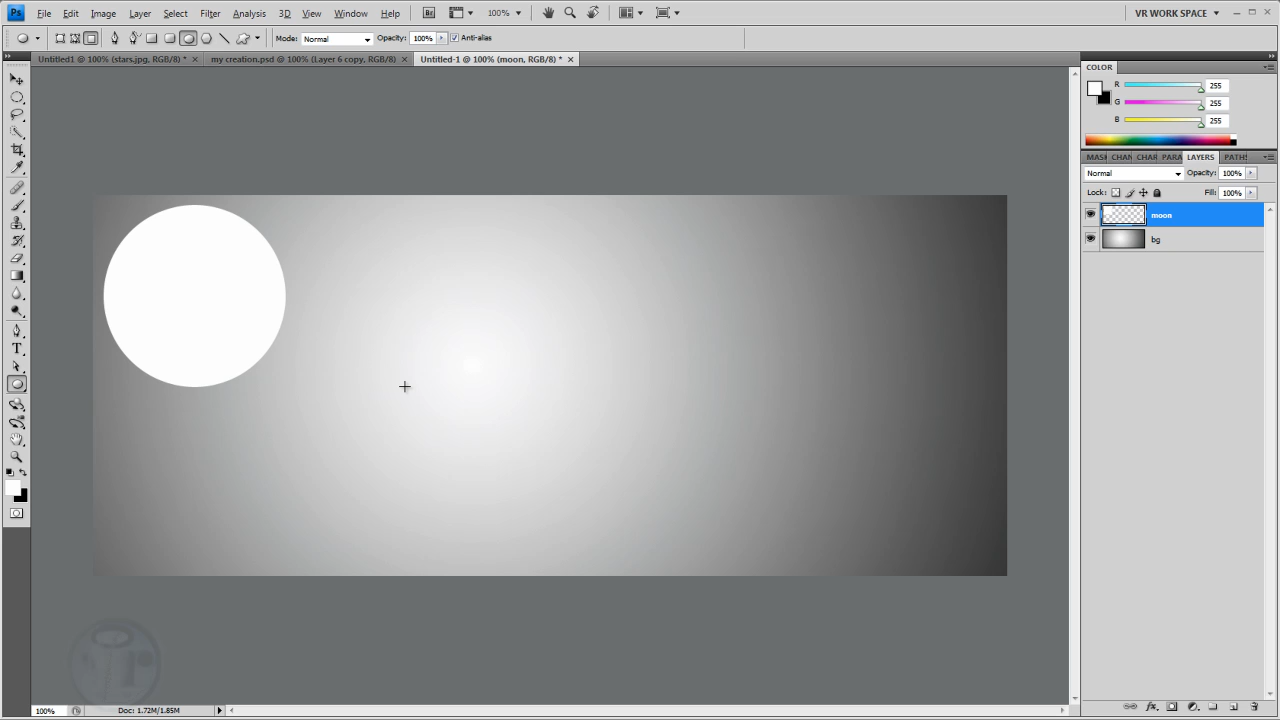 Ps File Edit Image Layer Select Filter Analysis 3D View Window Help Br 100% VR WORK SPACE
Mode: Normal Opacity: 100% Anti-alias
Untitled1 @ 100% (stars.jpg, RGB/8) * my creation.psd @ 100% (Layer 6 copy, RGB/8) Untitled-1 @ 100% (moon, RGB/8) *
COLOR
R 255
G 255
B 255
MASK CHAN CHAR PARA LAYERS PATHS
Normal Opacity: 100%
Lock: Fill: 100%
moon
bg
T
100% Doc: 1.72M/1.85M
fx